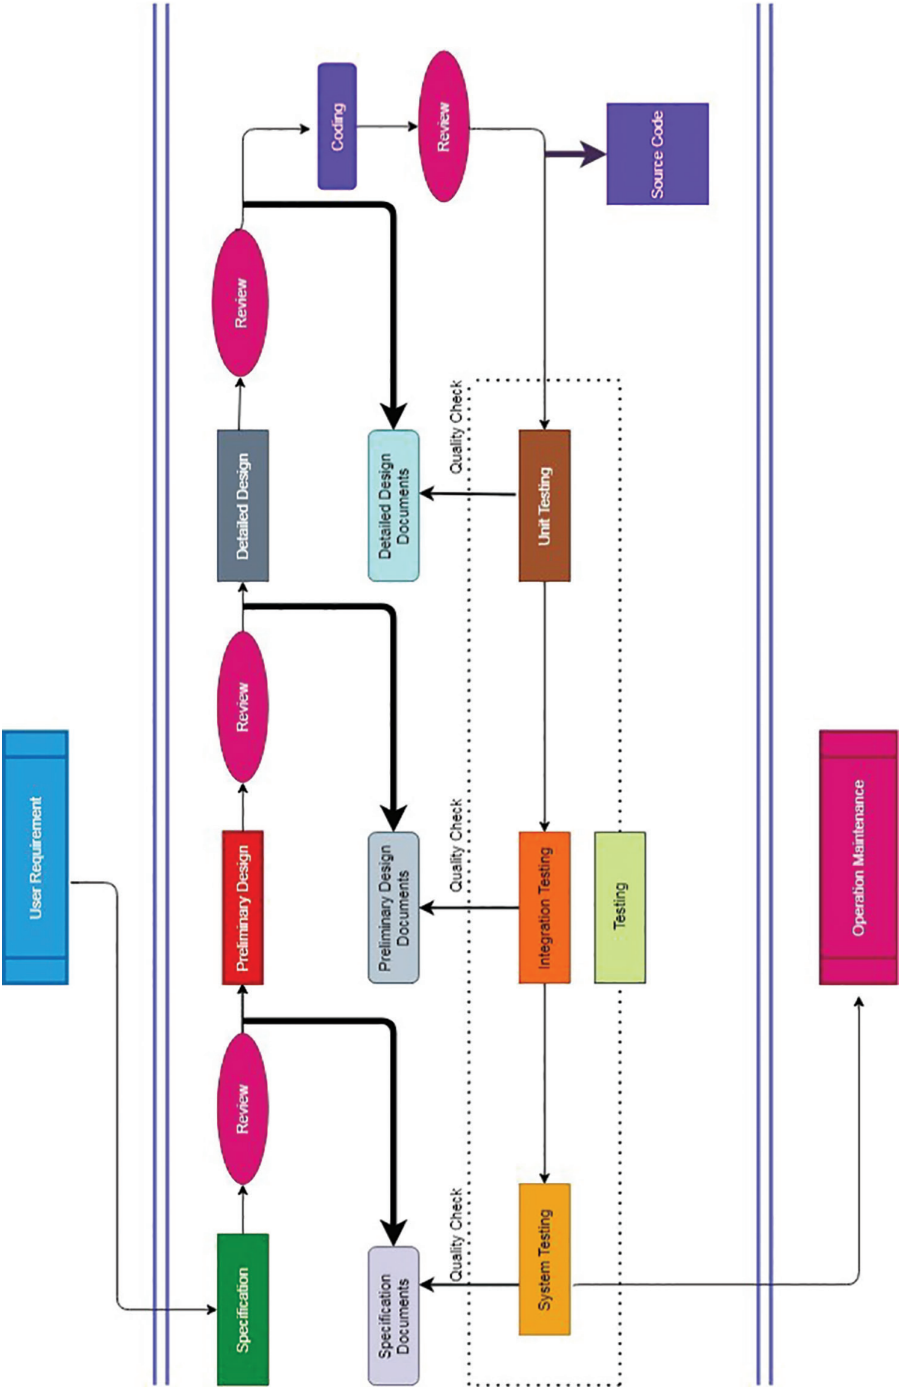 User Requirement
Specification
Review
Preliminary Design
Review
Detailed Design
Review
Coding
Review
Source Code
Specification
Documents
Preliminary Design
Documents
Detailed Design
Documents
Quality Check
Quality Check
Quality Check
System Testing
Integration Testing
Unit Testing
Testing
Operation Maintenance